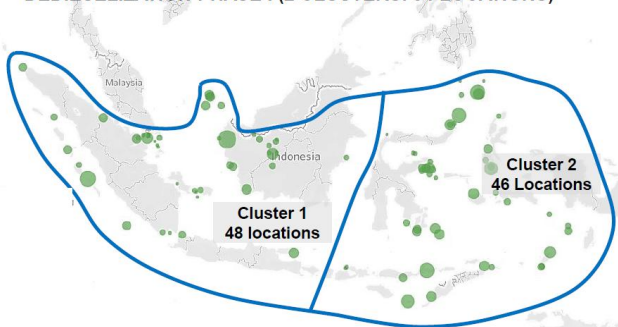 Malaysia
Indonesia
Cluster 1
48 locations
Cluster 2
46 Locations